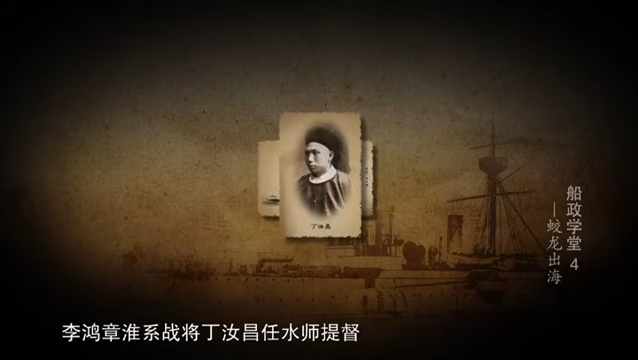 丁汝昌
船政学堂 4
—蛟龙出海
李鸿章淮系战将丁汝昌任水师提督